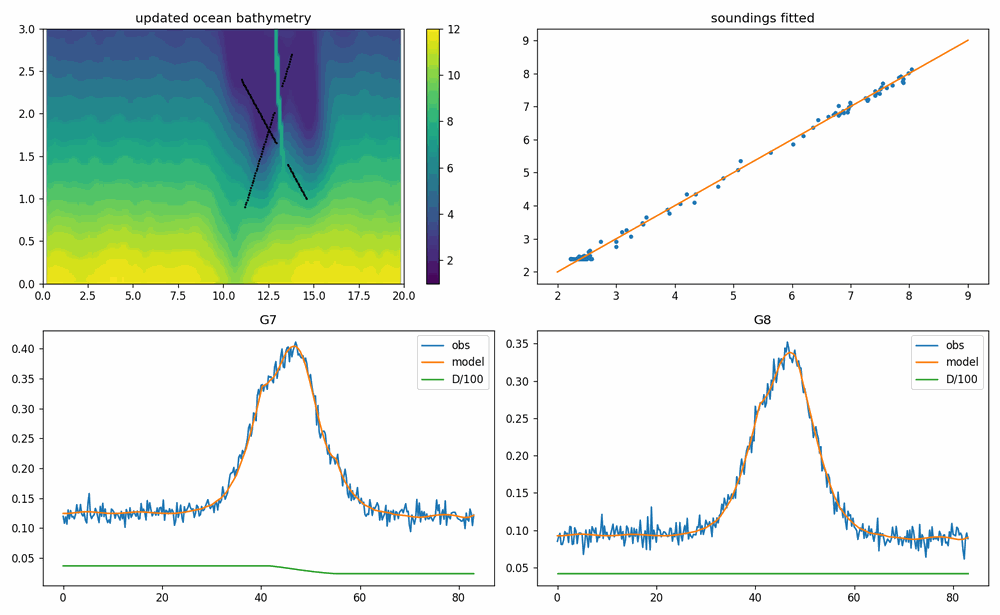 updated ocean bathymetry
3.0
2.5
2.0
1.5
1.0
0.5
0.0
0.0 2.5 5.0 7.5 10.0 12.5 15.0 17.5 20.0
12
10
8
6
4
2
soundings fitted
9
8
7
6
5
4
3
2
2 3 4 5 6 7 8 9
G7
0.40
0.35
0.30
0.25
0.20
0.15
0.10
0.05
0 20 40 60 80
obs
model
D/100
G8
0.35
0.30
0.25
0.20
0.15
0.10
0.05
0 20 40 60 80
obs
model
D/100